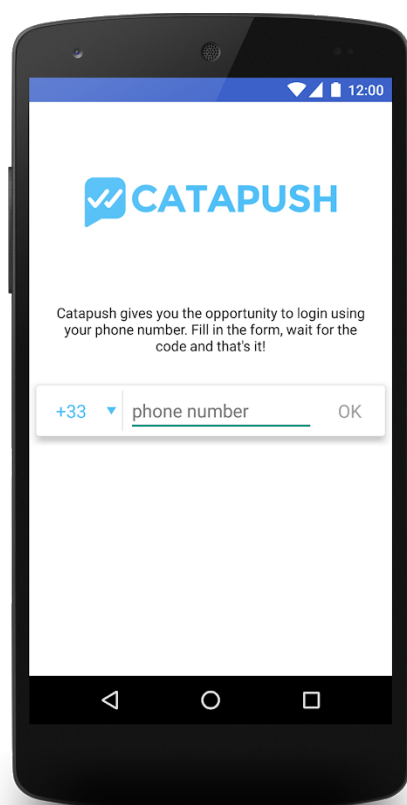 12:00
CATAPUSH
Catapush gives you the opportunity to login using
your phone number. Fill in the form, wait for the
code and that's it!
+33 phone number OK